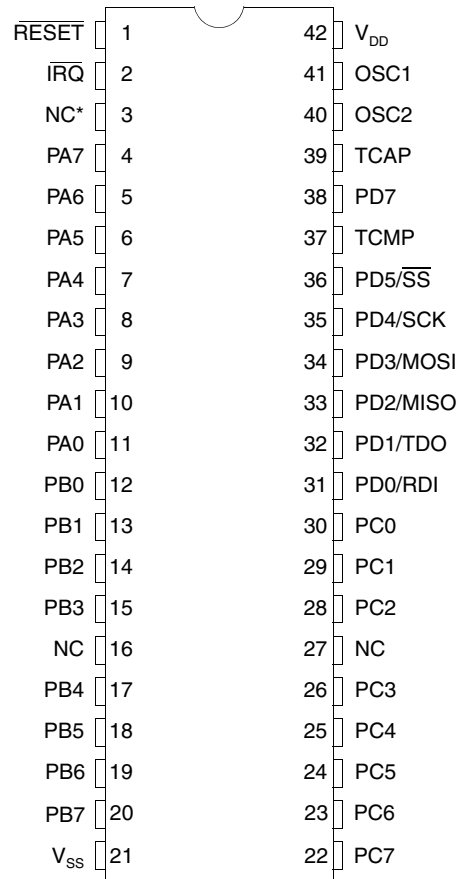 RESET 1 42 VDD
IRQ 2 41 OSC1
NC* 3 40 OSC2
PA7 4 39 TCAP
PA6 5 38 PD7
PA5 6 37 TCMP
PA4 7 36 PD5/SS
PA3 8 35 PD4/SCK
PA2 9 34 PD3/MOSI
PA1 10 33 PD2/MISO
PA0 11 32 PD1/TDO
PB0 12 31 PD0/RDI
PB1 13 30 PC0
PB2 14 29 PC1
PB3 15 28 PC2
NC 16 27 NC
PB4 17 26 PC3
PB5 18 25 PC4
PB6 19 24 PC5
PB7 20 23 PC6
VSS 21 22 PC7